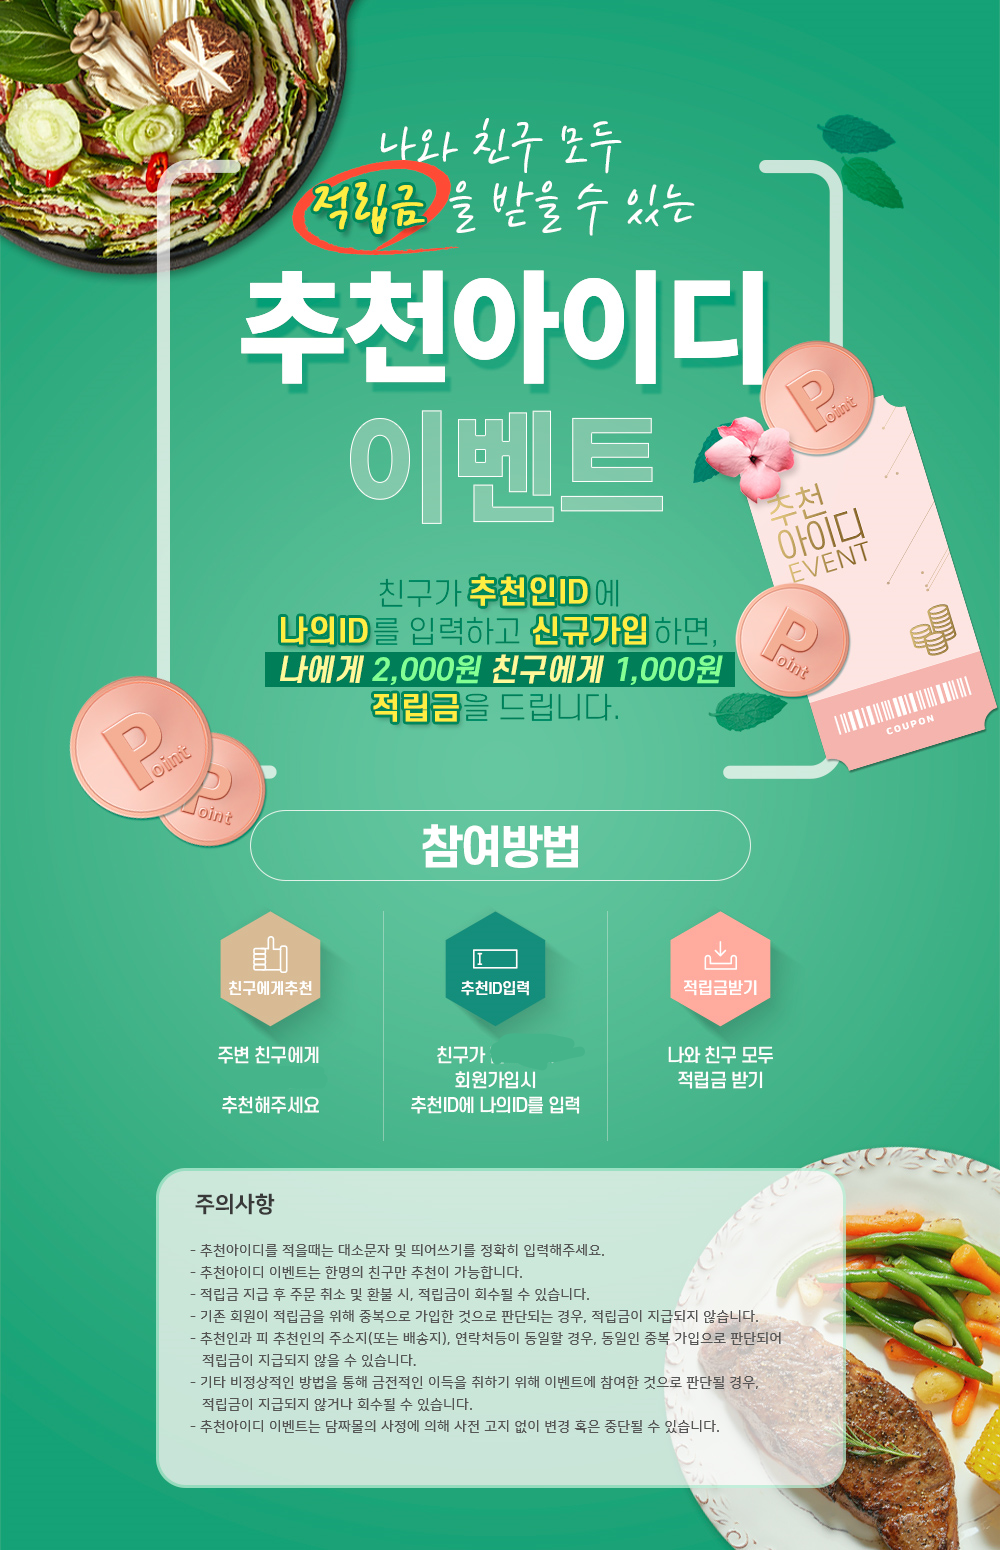 나와 친구 모두
적립금을 받을 수 있는
추천아이디
이벤트
Point
추천
아이디
EVENT
Point
COUPON
친구가 추천인ID에
나의ID를 입력하고 신규가입하면,
나에게 2,000원 친구에게 1,000원
적립금을 드립니다.
Point
Point
참여방법
친구에게추천
주변 친구에게
추천해주세요
추천ID입력
친구가
회원가입시
추천ID에 나의ID를 입력
적립금받기
나와 친구 모두
적립금 받기
주의사항
- 추천아이디를 적을때는 대소문자 및 띄어쓰기를 정확히 입력해주세요.
- 추천아이디 이벤트는 한명의 친구만 추천이 가능합니다.
- 적립금 지급 후 주문 취소 및 환불 시, 적립금이 회수될 수 있습니다.
- 기존 회원이 적립금을 위해 중복으로 가입한 것으로 판단되는 경우, 적립금이 지급되지 않습니다.
- 추천인과 피 추천인의 주소지(또는 배송지), 연락처등이 동일할 경우, 동일인 중복 가입으로 판단되어
적립금이 지급되지 않을 수 있습니다.
- 기타 비정상적인 방법을 통해 금전적인 이득을 취하기 위해 이벤트에 참여한 것으로 판단될 경우,
적립금이 지급되지 않거나 회수될 수 있습니다.
- 추천아이디 이벤트는 담짜몰의 사정에 의해 사전 고지 없이 변경 혹은 중단될 수 있습니다.